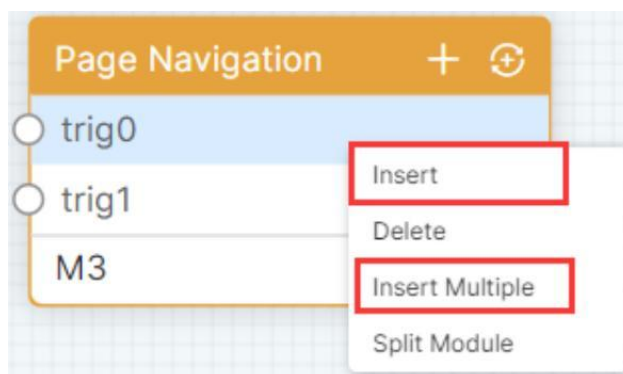 Page Navigation
trig0
trig1
M3
Insert
Delete
Insert Multiple
Split Module